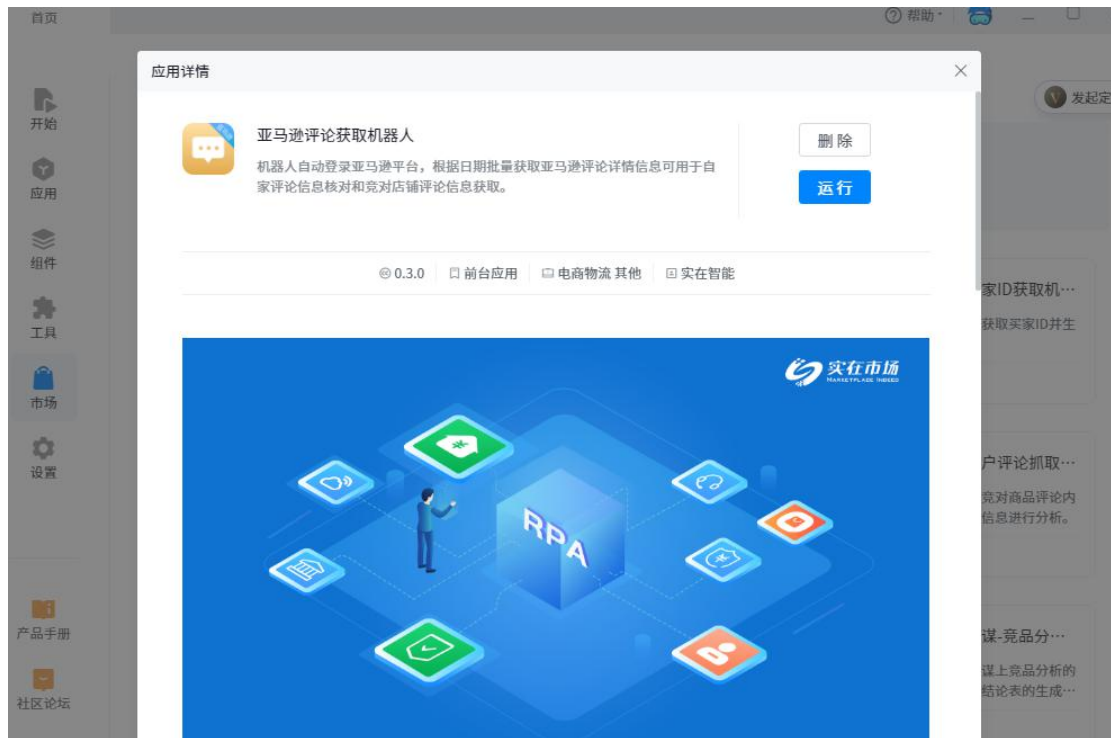 首页
帮助
应用详情
发起定
开始
亚马逊评论获取机器人
删 除
机器人自动登录亚马逊平台，根据日期批量获取亚马逊评论详情信息可用于自
家评论信息核对和竞对店铺评论信息获取。
运 行
应用
组件
0.3.0
前台应用
电商物流 其他
实在智能
家ID获取机…
获取买家ID并生
工具
实在市场
MARKETPLACE INDEED
市场
设置
户评论抓取…
竞对商品评论内
信息进行分析。
RPA
产品手册
谋-竞品分…
谋上竞品分析的
结论表的生成…
社区论坛